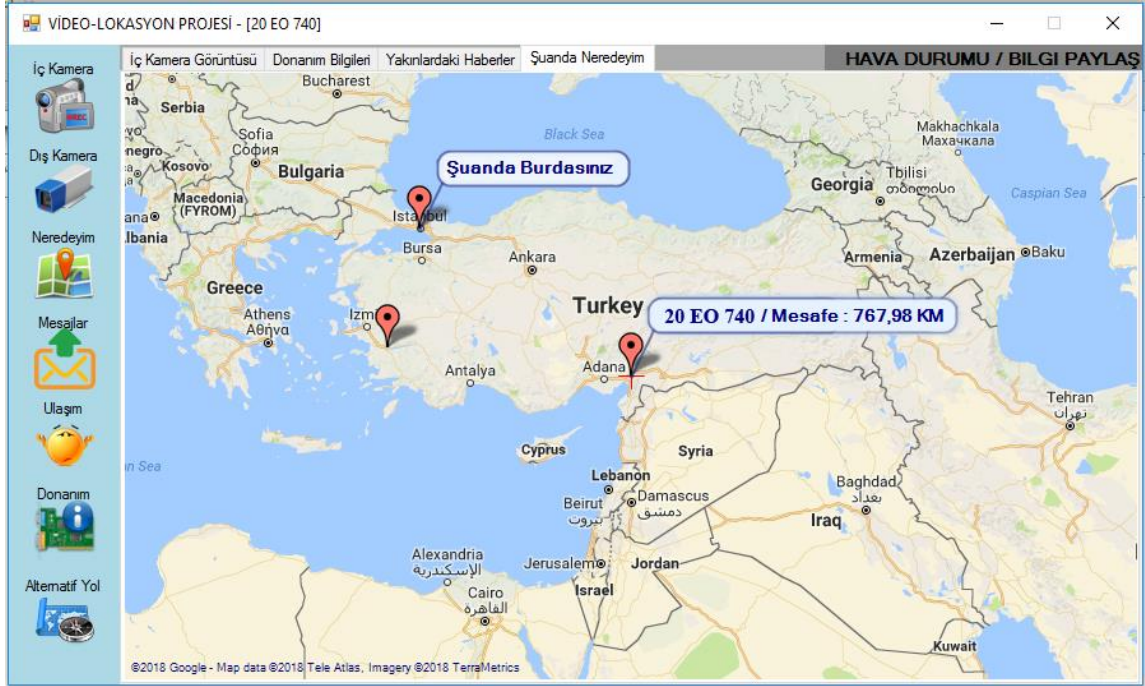 VİDEO-LOKASYON PROJESİ - [20 EO 740]
İç Kamera Görüntüsü Donanım Bilgileri Yakınlardaki Haberler Şuanda Neredeyim
HAVA DURUMU / BILGI PAYLAŞ
İç Kamera
Dış Kamera
Neredeyim
Mesajlar
Ulaşım
Donanım
Alternatif Yol
Bucharest
Serbia
Sofia
София
Kosovo
Bulgaria
Macedonia
(FYROM)
Black Sea
Şuanda Burdasınız
Istanbul
Bursa
Ankara
Makhachkala
Махачкала
Tbilisi
თბილისი
Georgia
Caspian Sea
Armenia
Azerbaijan
Baku
Greece
Athens
Αθήνα
Izm
Turkey
20 EO 740 / Mesafe : 767,98 KM
Antalya
Adana
Tehran
تهران
Cyprus
Syria
Lebanon
Beirut
بيروت
Damascus
دمشق
Baghdad
بغداد
Iraq
Alexandria
الإسكندرية
Jerusalem
Jordan
Israel
Cairo
القاهرة
Kuwait
©2018 Google - Map data ©2018 Tele Atlas, Imagery ©2018 TerraMetrics